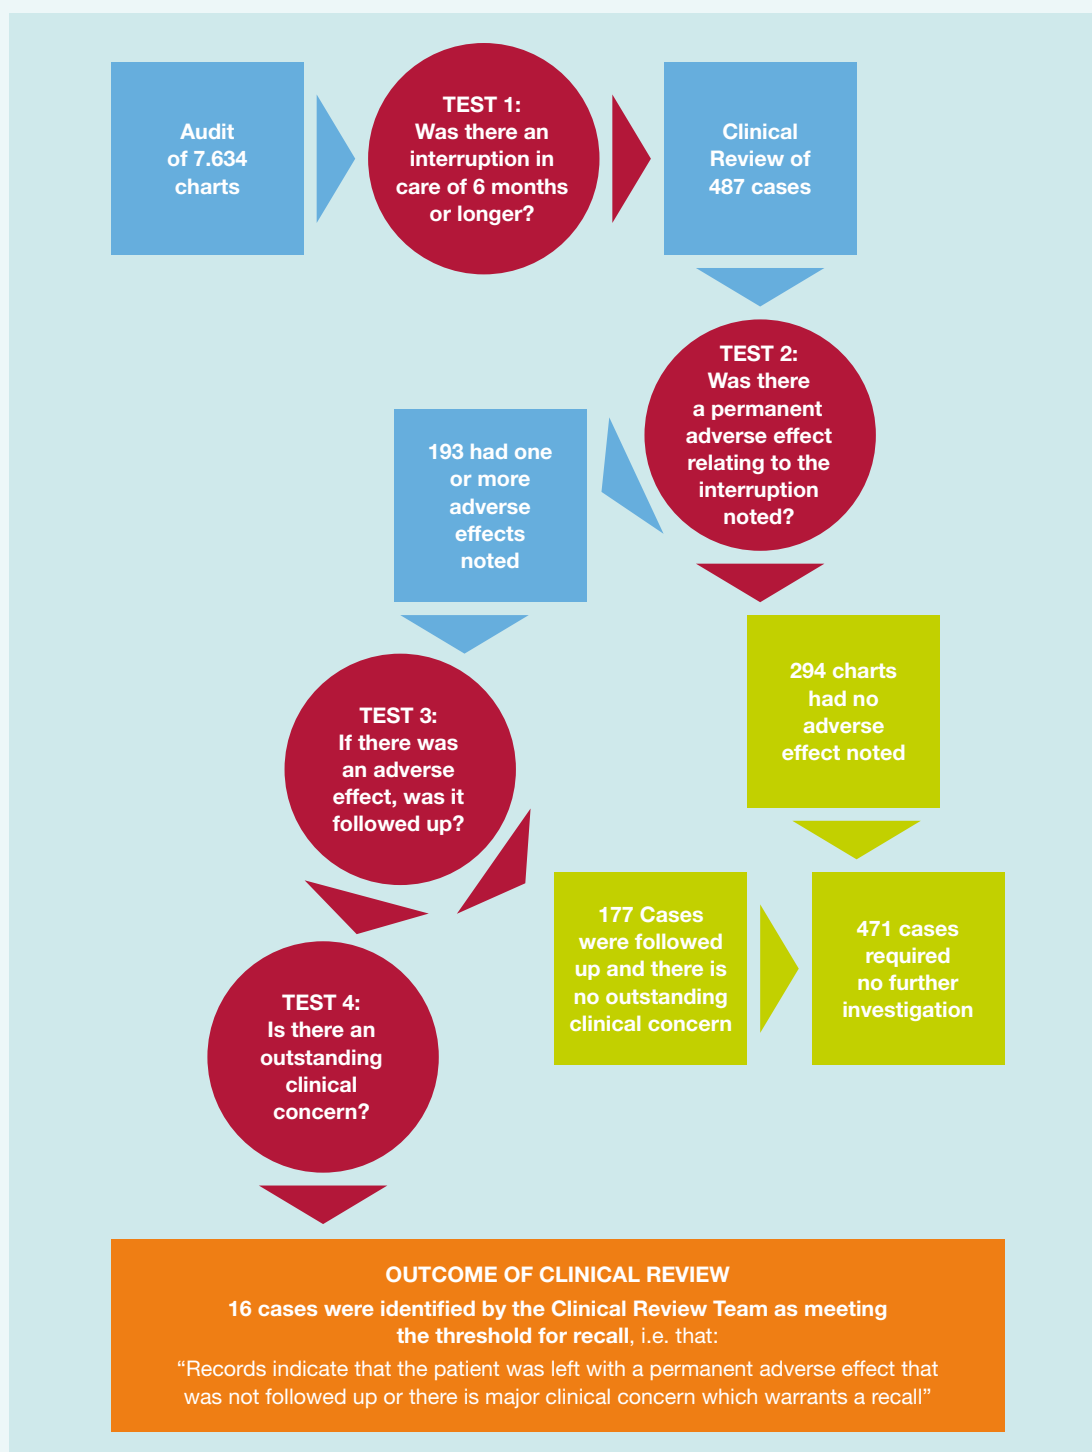 Audit
of 7.634
charts
TEST 1:
Was there an
interruption in
care of 6 months
or longer?
Clinical
Review of
487 cases
TEST 2:
Was there
a permanent
adverse effect
relating to the
interruption
noted?
193 had one
or more
adverse
effects
noted
294 charts
had no
adverse
effect noted
TEST 3:
If there was
an adverse
effect, was it
followed up?
177 Cases
were followed
up and there is
no outstanding
clinical concern
471 cases
required
no further
investigation
TEST 4:
Is there an
outstanding
clinical
concern?
OUTCOME OF CLINICAL REVIEW
16 cases were identified by the Clinical Review Team as meeting
the threshold for recall, i.e. that:
“Records indicate that the patient was left with a permanent adverse effect that
was not followed up or there is major clinical concern which warrants a recall”